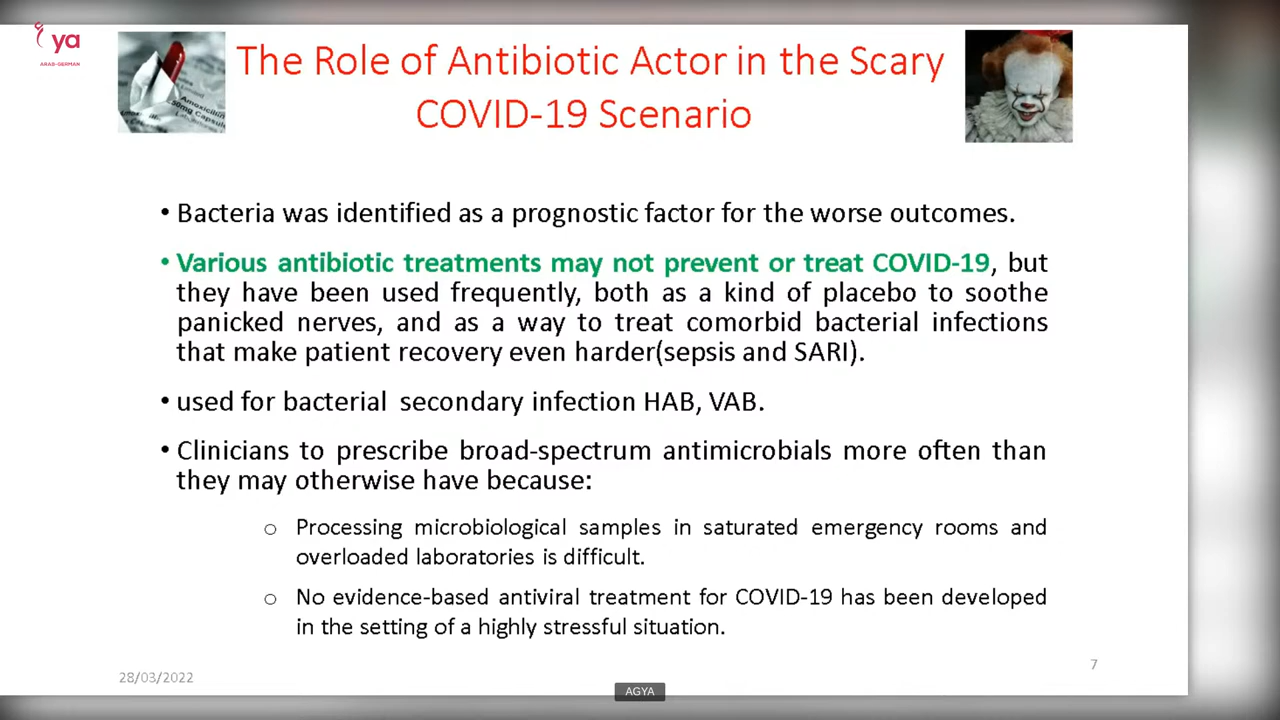 ya
ARAB-GERMAN
Amoxicillin
The Role of Antibiotic Actor in the Scary
COVID-19 Scenario
• Bacteria was identified as a prognostic factor for the worse outcomes.
• Various antibiotic treatments may not prevent or treat COVID-19, but
they have been used frequently, both as a kind of placebo to soothe
panicked nerves, and as a way to treat comorbid bacterial infections
that make patient recovery even harder(sepsis and SARI).
• used for bacterial secondary infection HAB, VAB.
• Clinicians to prescribe broad-spectrum antimicrobials more often than
they may otherwise have because:
o Processing microbiological samples in saturated emergency rooms and
overloaded laboratories is difficult.
o No evidence-based antiviral treatment for COVID-19 has been developed
in the setting of a highly stressful situation.
28/03/2022
7
AGYA